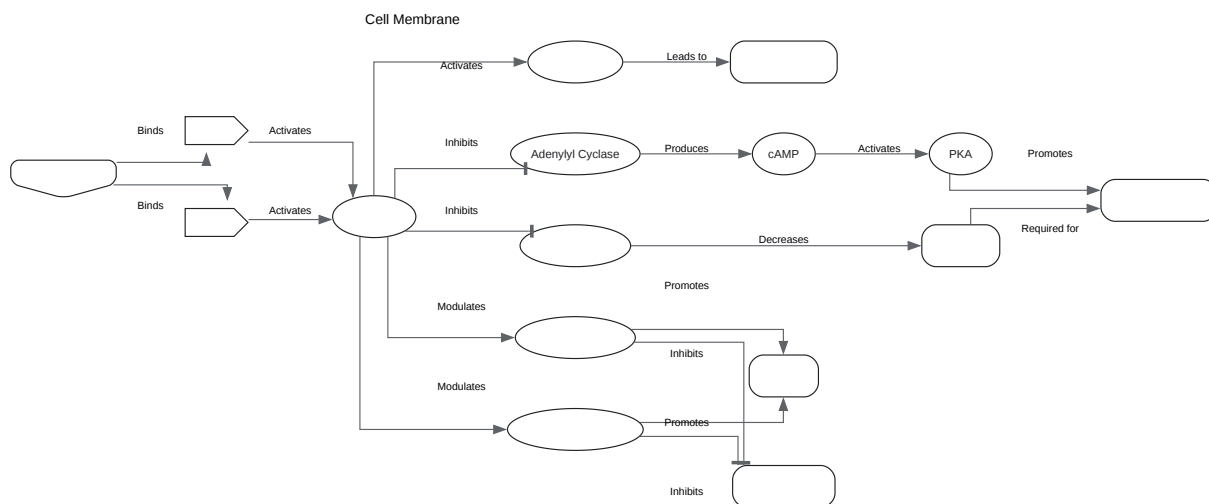 Cell Membrane
Activates
Leads to
Binds
Activates
Inhibits
Adenylyl Cyclase
Produces
cAMP
Activates
PKA
Promotes
Binds
Activates
Inhibits
Decreases
Required for
Promotes
Modulates
Inhibits
Modulates
Promotes
Inhibits